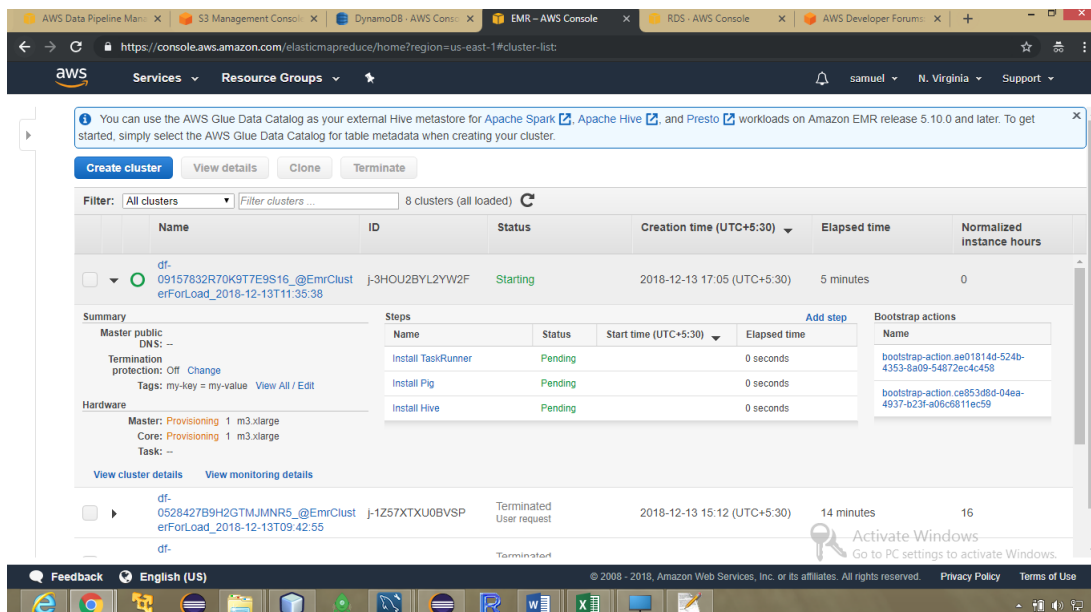 AWS Data Pipeline Mana
S3 Management Consol
DynamoDB · AWS Consol
EMR – AWS Console
RDS · AWS Console
AWS Developer Forums:
https://console.aws.amazon.com/elasticmapreduce/home?region=us-east-1#cluster-list:
aws Services Resource Groups samuel N. Virginia Support
You can use the AWS Glue Data Catalog as your external Hive metastore for Apache Spark, Apache Hive, and Presto workloads on Amazon EMR release 5.10.0 and later. To get
started, simply select the AWS Glue Data Catalog for table metadata when creating your cluster.
Create cluster View details Clone Terminate
Filter: All clusters Filter clusters ... 8 clusters (all loaded)
Name ID Status Creation time (UTC+5:30) Elapsed time Normalized
instance hours
df-
09157832R70K9T7E9S16_@EmrClust j-3HOU2BYL2YW2F Starting 2018-12-13 17:05 (UTC+5:30) 5 minutes 0
erForLoad_2018-12-13T11:35:38
Summary
Master public
DNS: --
Termination
protection: Off Change
Tags: my-key = my-value View All / Edit
Hardware
Master: Provisioning 1 m3.xlarge
Core: Provisioning 1 m3.xlarge
Task: --
View cluster details View monitoring details
Steps Add step
Name Status Start time (UTC+5:30) Elapsed time
Install TaskRunner Pending 0 seconds
Install Pig Pending 0 seconds
Install Hive Pending 0 seconds
Bootstrap actions
Name
bootstrap-action.ae01814d-524b-
4353-8a09-54872ec4c458
bootstrap-action.ce853d8d-04ea-
4937-b23f-a06c6811ec59
df-
0528427B9H2GTMJMNR5_@EmrClust j-1Z57XTXU0BVSP Terminated 2018-12-13 15:12 (UTC+5:30) 14 minutes 16
erForLoad_2018-12-13T09:42:55 User request
df-
Terminated
Activate Windows
Go to PC settings to activate Windows.
Feedback English (US) © 2008 - 2018, Amazon Web Services, Inc. or its affiliates. All rights reserved. Privacy Policy Terms of Use